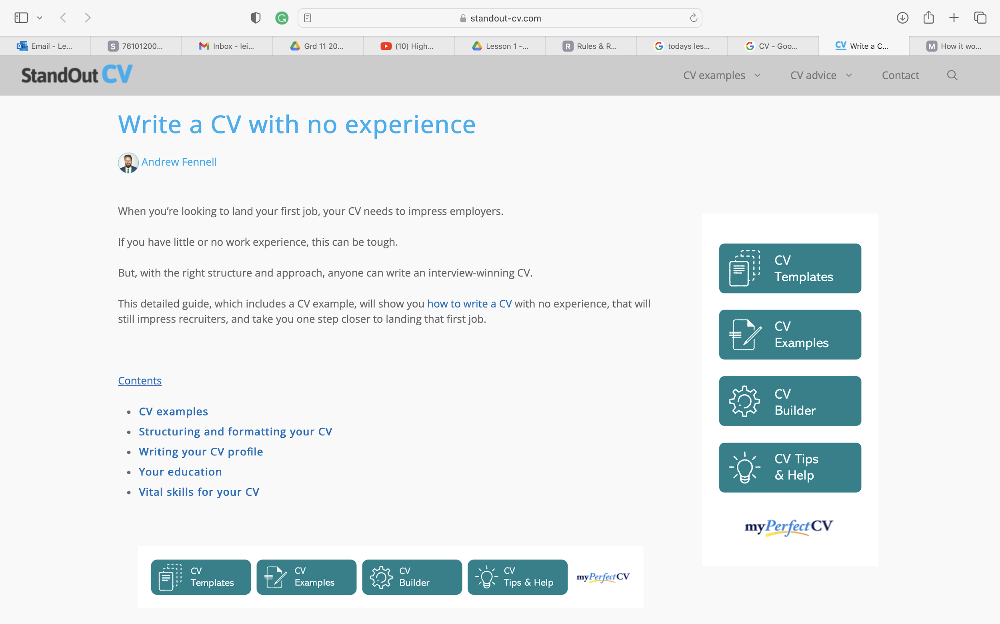 standout-cv.com
Email - Le...
S 76101200...
Inbox - lei...
Grd 11 20...
(10) High...
Lesson 1 -...
R Rules & R...
todays les...
CV - Goo...
CV Write a C...
M How it wo...
StandOut CV
CV examples
CV advice
Contact
Write a CV with no experience
Andrew Fennell
When you’re looking to land your first job, your CV needs to impress employers.
If you have little or no work experience, this can be tough.
But, with the right structure and approach, anyone can write an interview-winning CV.
This detailed guide, which includes a CV example, will show you how to write a CV with no experience, that will
still impress recruiters, and take you one step closer to landing that first job.
Contents
CV examples
Structuring and formatting your CV
Writing your CV profile
Your education
Vital skills for your CV
CV
Templates
CV
Examples
CV
Builder
CV Tips
& Help
myPerfectCV
CV
Templates
CV
Examples
CV
Builder
CV
Tips & Help
myPerfectCV